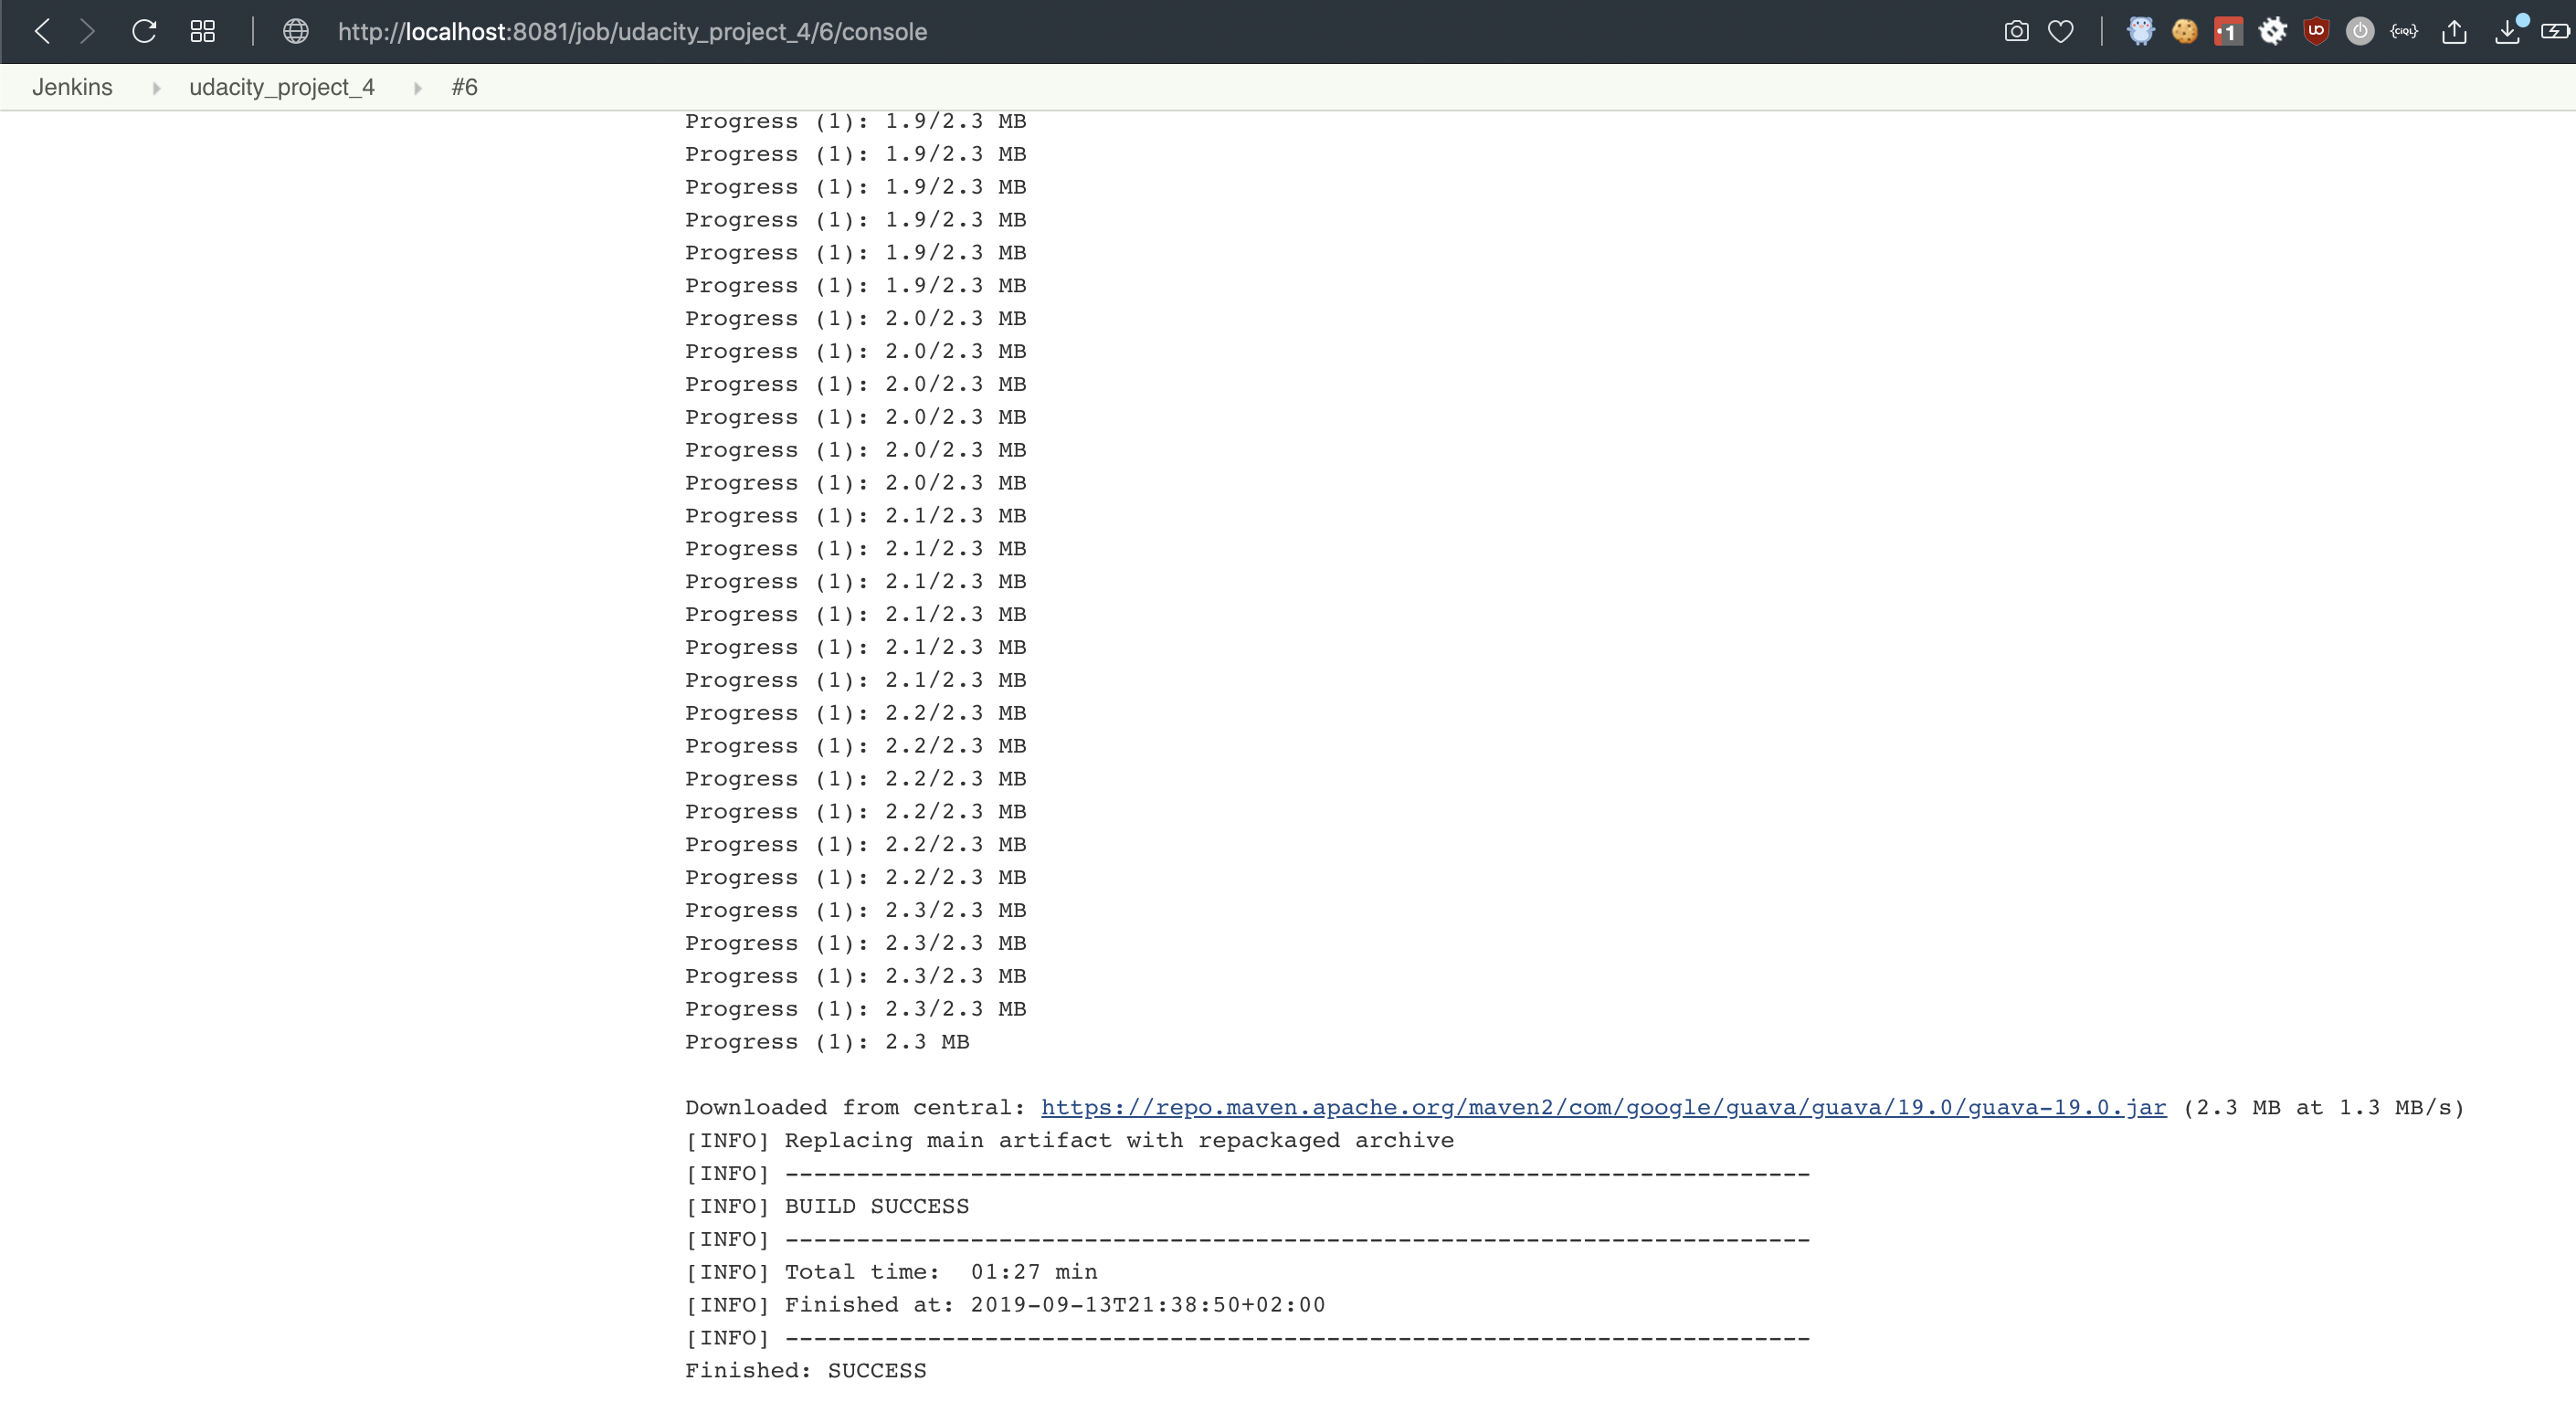 http://localhost:8081/job/udacity_project_4/6/console
1
UO
{CIQL}
Jenkins udacity_project_4 #6
Progress (1): 1.9/2.3 MB
Progress (1): 1.9/2.3 MB
Progress (1): 1.9/2.3 MB
Progress (1): 1.9/2.3 MB
Progress (1): 1.9/2.3 MB
Progress (1): 1.9/2.3 MB
Progress (1): 2.0/2.3 MB
Progress (1): 2.0/2.3 MB
Progress (1): 2.0/2.3 MB
Progress (1): 2.0/2.3 MB
Progress (1): 2.0/2.3 MB
Progress (1): 2.0/2.3 MB
Progress (1): 2.1/2.3 MB
Progress (1): 2.1/2.3 MB
Progress (1): 2.1/2.3 MB
Progress (1): 2.1/2.3 MB
Progress (1): 2.1/2.3 MB
Progress (1): 2.1/2.3 MB
Progress (1): 2.2/2.3 MB
Progress (1): 2.2/2.3 MB
Progress (1): 2.2/2.3 MB
Progress (1): 2.2/2.3 MB
Progress (1): 2.2/2.3 MB
Progress (1): 2.2/2.3 MB
Progress (1): 2.3/2.3 MB
Progress (1): 2.3/2.3 MB
Progress (1): 2.3/2.3 MB
Progress (1): 2.3/2.3 MB
Progress (1): 2.3 MB
Downloaded from central: https://repo.maven.apache.org/maven2/com/google/guava/guava/19.0/guava-19.0.jar (2.3 MB at 1.3 MB/s)
[INFO] Replacing main artifact with repackaged archive
[INFO] ------------------------------------------------------------------------
[INFO] BUILD SUCCESS
[INFO] ------------------------------------------------------------------------
[INFO] Total time:  01:27 min
[INFO] Finished at: 2019-09-13T21:38:50+02:00
[INFO] ------------------------------------------------------------------------
Finished: SUCCESS